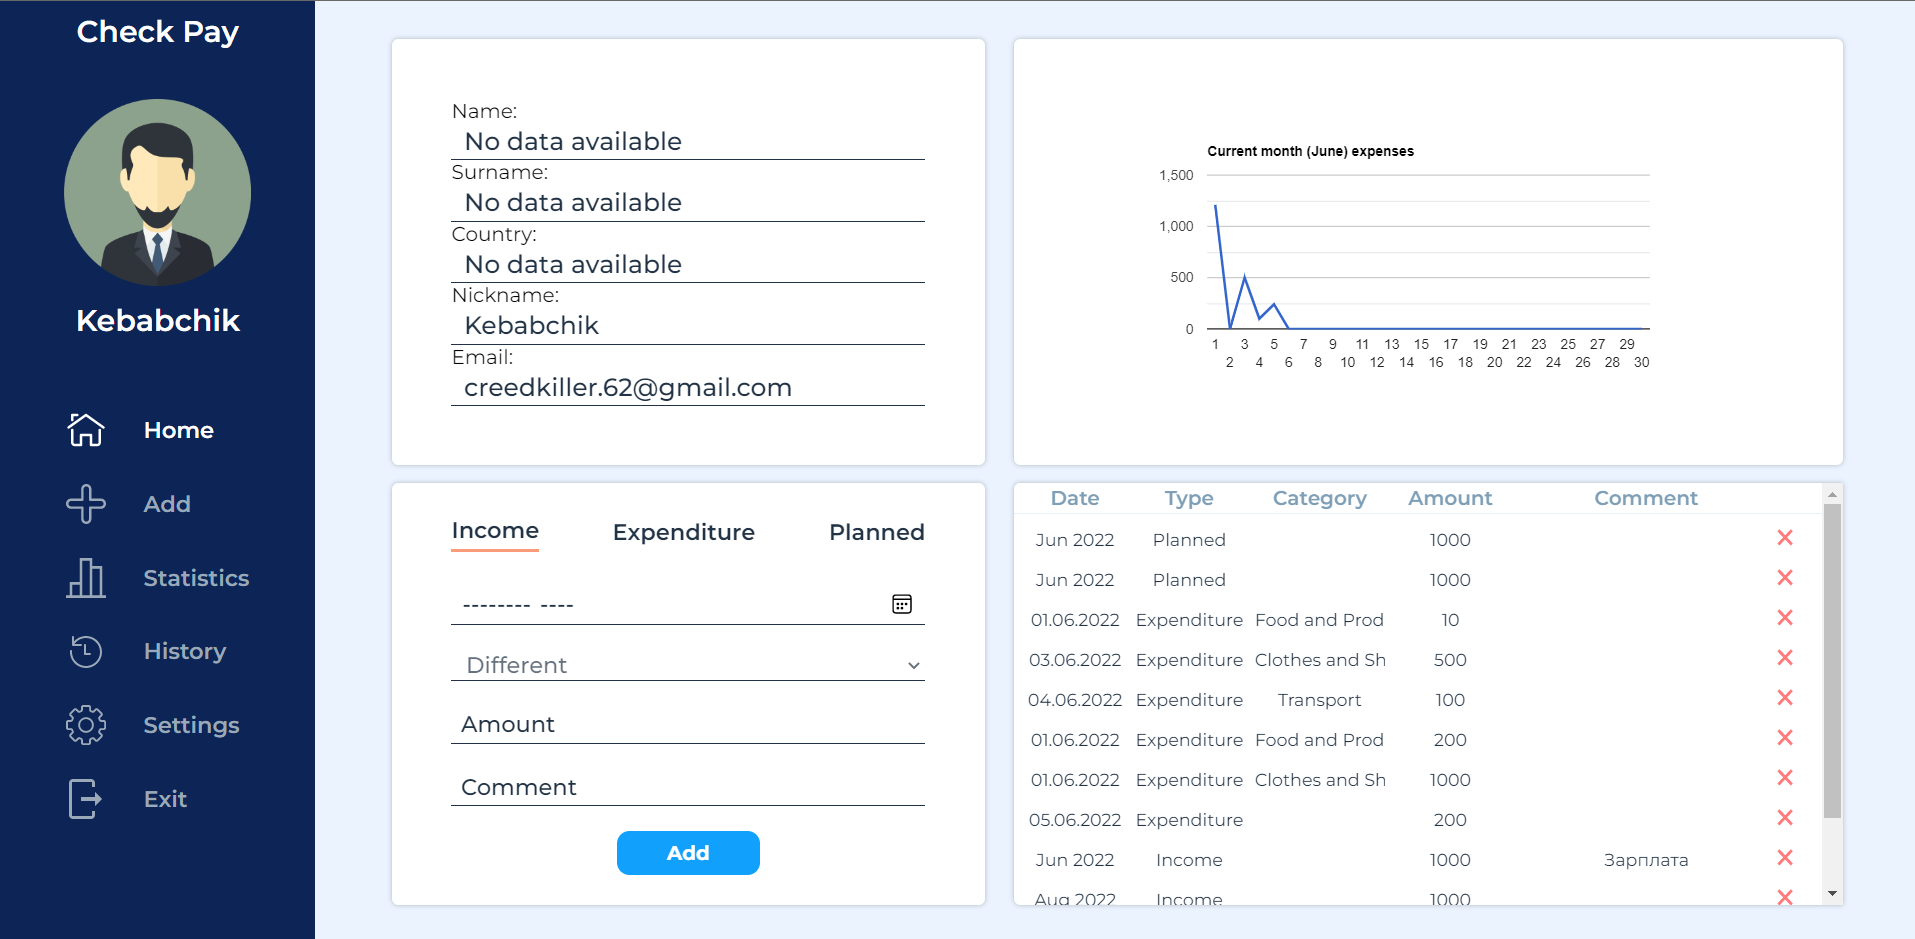 Check Pay
Kebabchik
Home
Add
Statistics
History
Settings
Exit
Name:
No data available
Surname:
No data available
Country:
No data available
Nickname:
Kebabchik
Email:
creedkiller.62@gmail.com
Current month (June) expenses
1,500
1,000
500
0
1 3 5 7 9 11 13 15 17 19 21 23 25 27 29
2 4 6 8 10 12 14 16 18 20 22 24 26 28 30
Income Expenditure Planned
-------- ----
Different
Amount
Comment
Add
Date Type Category Amount Comment
Jun 2022 Planned 1000
Jun 2022 Planned 1000
01.06.2022 Expenditure Food and Prod 10
03.06.2022 Expenditure Clothes and Sh 500
04.06.2022 Expenditure Transport 100
01.06.2022 Expenditure Food and Prod 200
01.06.2022 Expenditure Clothes and Sh 1000
05.06.2022 Expenditure 200
Jun 2022 Income 1000 Зарплата
Aug 2022 Income 1000